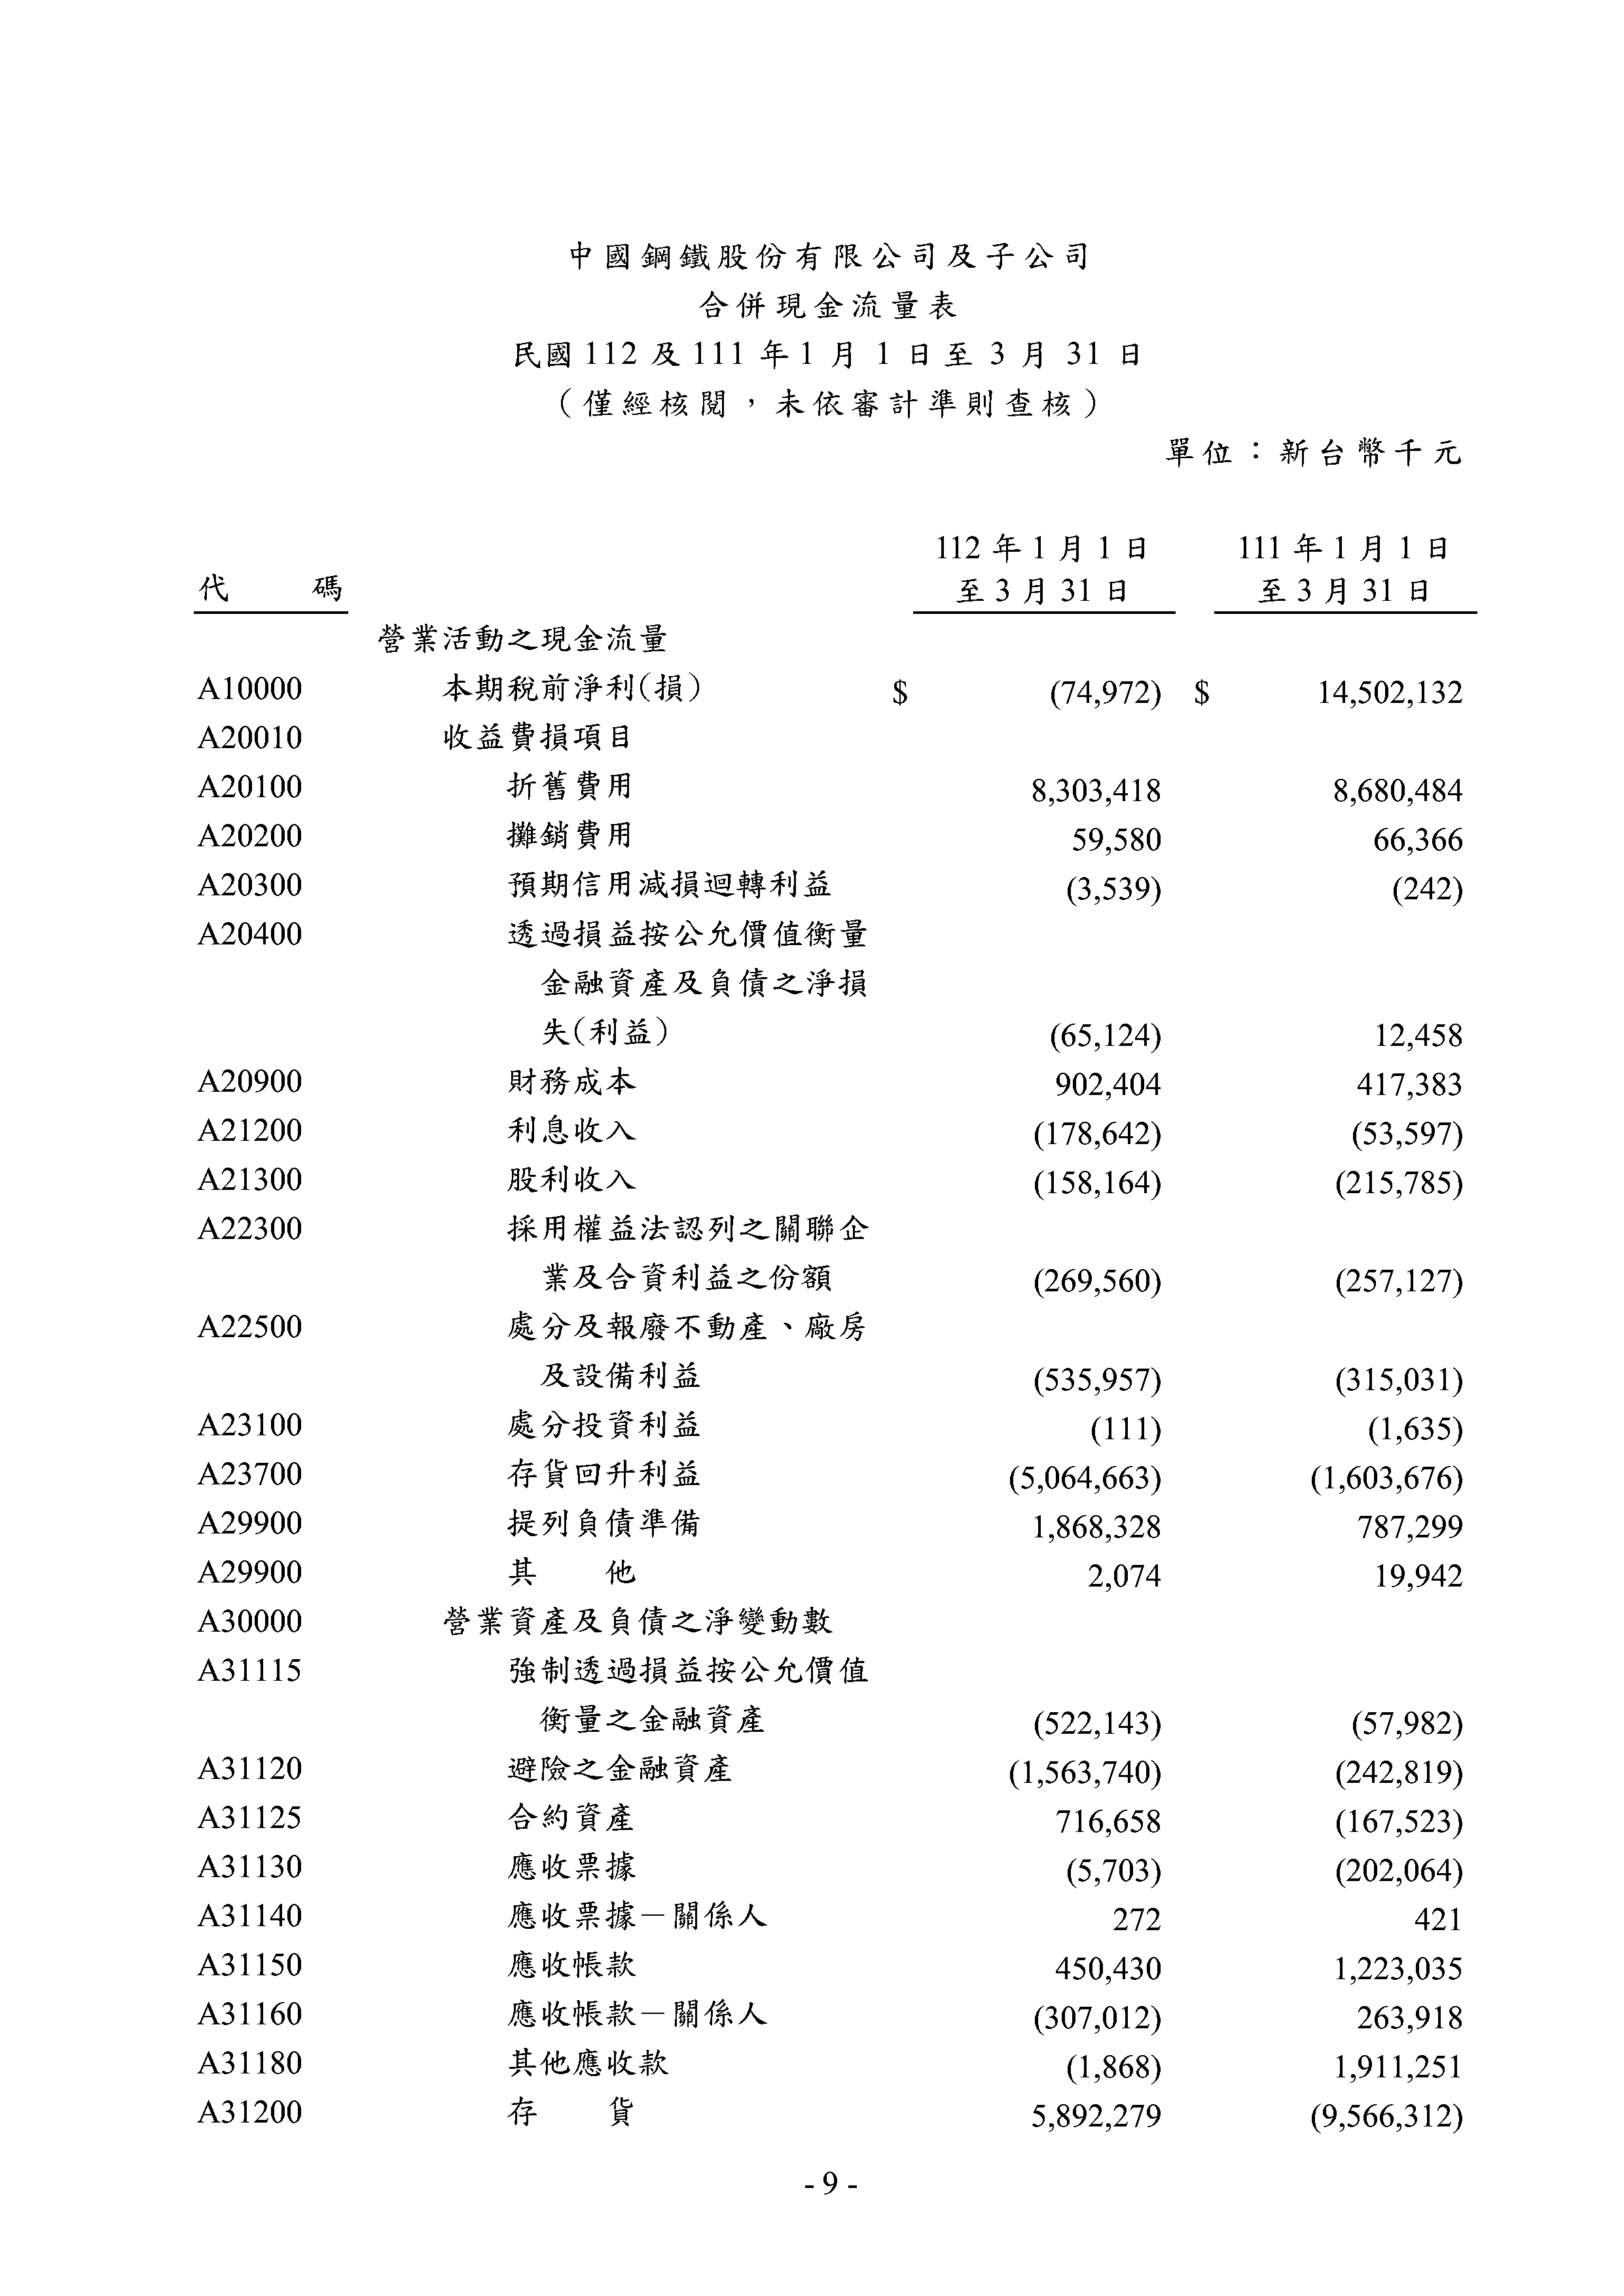 中國鋼鐵股份有限公司及子公司
合併現金流量表
民國 112 及 111 年 1 月 1 日至 3 月 31 日
（僅經核閱，未依審計準則查核）
單位：新台幣千元
112 年 1 月 1 日 111 年 1 月 1 日
代 碼 至 3 月 31 日 至 3 月 31 日
營業活動之現金流量
A10000 本期稅前淨利(損) $ (74,972) $ 14,502,132
A20010 收益費損項目
A20100 折舊費用 8,303,418 8,680,484
A20200 攤銷費用 59,580 66,366
A20300 預期信用減損迴轉利益 (3,539) (242)
A20400 透過損益按公允價值衡量
金融資產及負債之淨損
失(利益) (65,124) 12,458
A20900 財務成本 902,404 417,383
A21200 利息收入 (178,642) (53,597)
A21300 股利收入 (158,164) (215,785)
A22300 採用權益法認列之關聯企
業及合資利益之份額 (269,560) (257,127)
A22500 處分及報廢不動產、廠房
及設備利益 (535,957) (315,031)
A23100 處分投資利益 (111) (1,635)
A23700 存貨回升利益 (5,064,663) (1,603,676)
A29900 提列負債準備 1,868,328 787,299
A29900 其 他 2,074 19,942
A30000 營業資產及負債之淨變動數
A31115 強制透過損益按公允價值
衡量之金融資產 (522,143) (57,982)
A31120 避險之金融資產 (1,563,740) (242,819)
A31125 合約資產 716,658 (167,523)
A31130 應收票據 (5,703) (202,064)
A31140 應收票據－關係人 272 421
A31150 應收帳款 450,430 1,223,035
A31160 應收帳款－關係人 (307,012) 263,918
A31180 其他應收款 (1,868) 1,911,251
A31200 存 貨 5,892,279 (9,566,312)
- 9 -